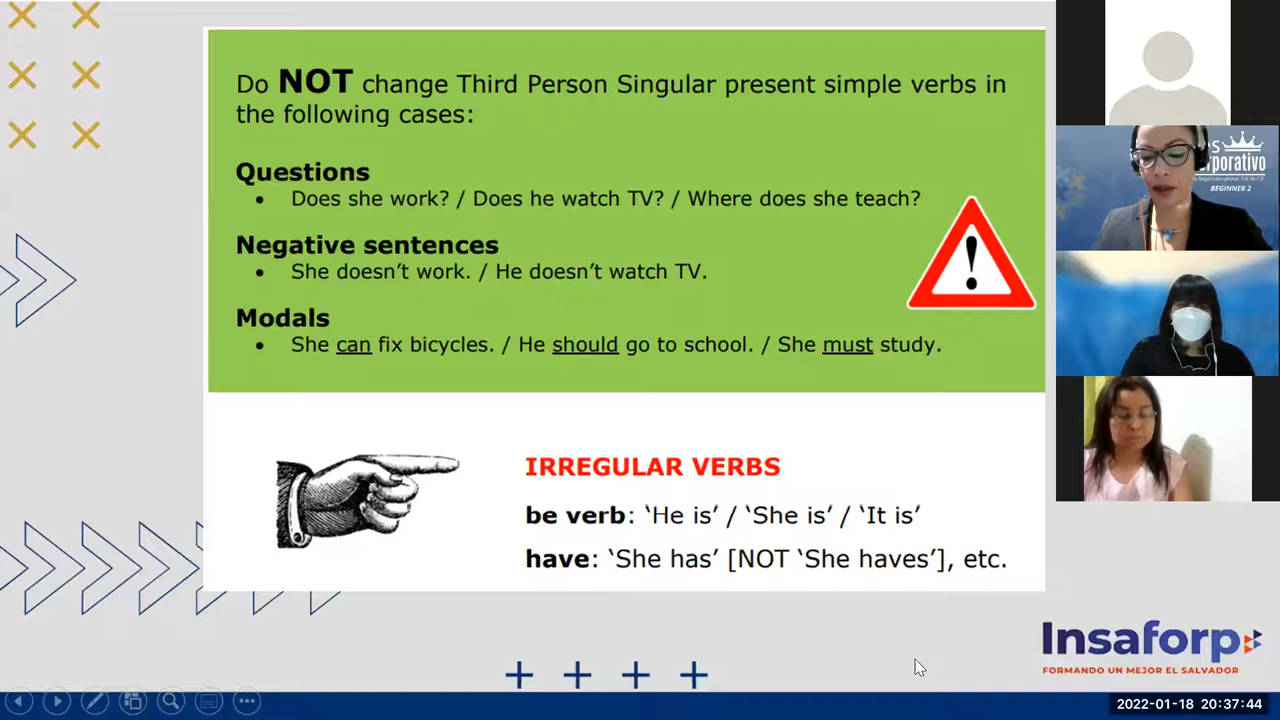 Do NOT change Third Person Singular present simple verbs in
the following cases:
Questions
• Does she work? / Does he watch TV? / Where does she teach?
Negative sentences
• She doesn’t work. / He doesn’t watch TV.
Modals
• She can fix bicycles. / He should go to school. / She must study.
IRREGULAR VERBS
be verb: ‘He is’ / ‘She is’ / ‘It is’
have: ‘She has’ [NOT ‘She haves’], etc.
rporativo
BEGINNER 2
Insaforp
FORMANDO UN MEJOR EL SALVADOR
2022-01-18 20:37:44